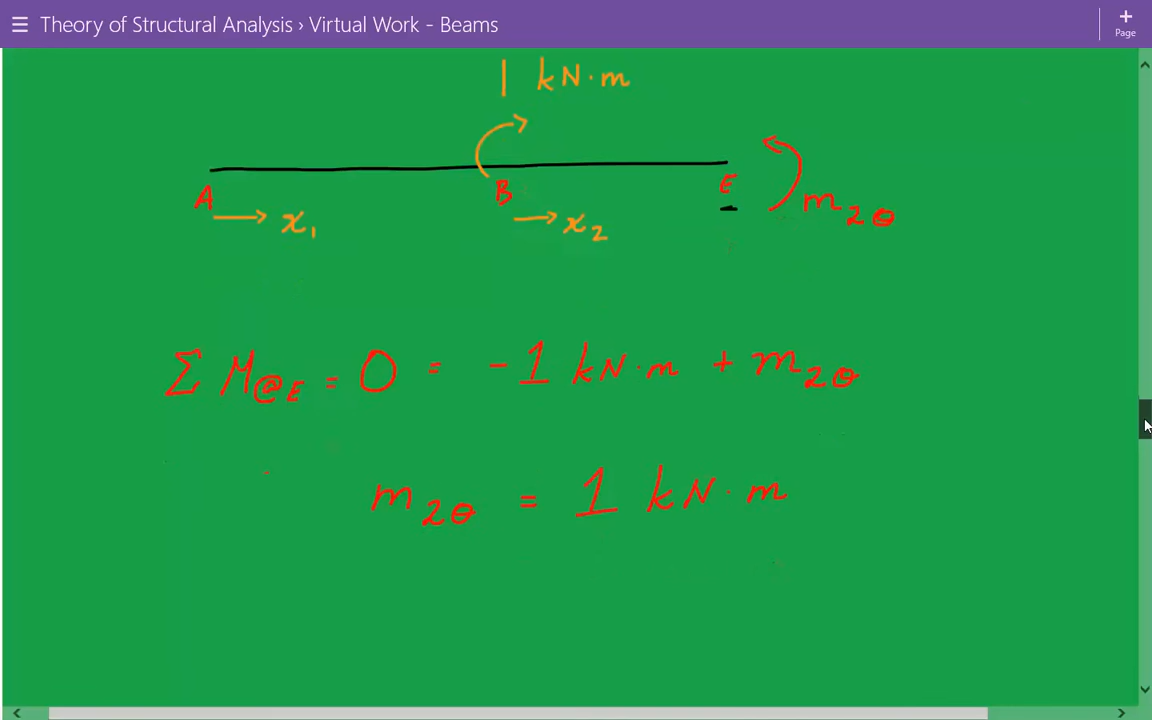 Theory of Structural Analysis › Virtual Work - Beams
Page
1 kN·m
A B E
x₁ x₂ m₂θ
Σ M@E = 0 = -1 kN·m + m₂θ
m₂θ = 1 kN·m